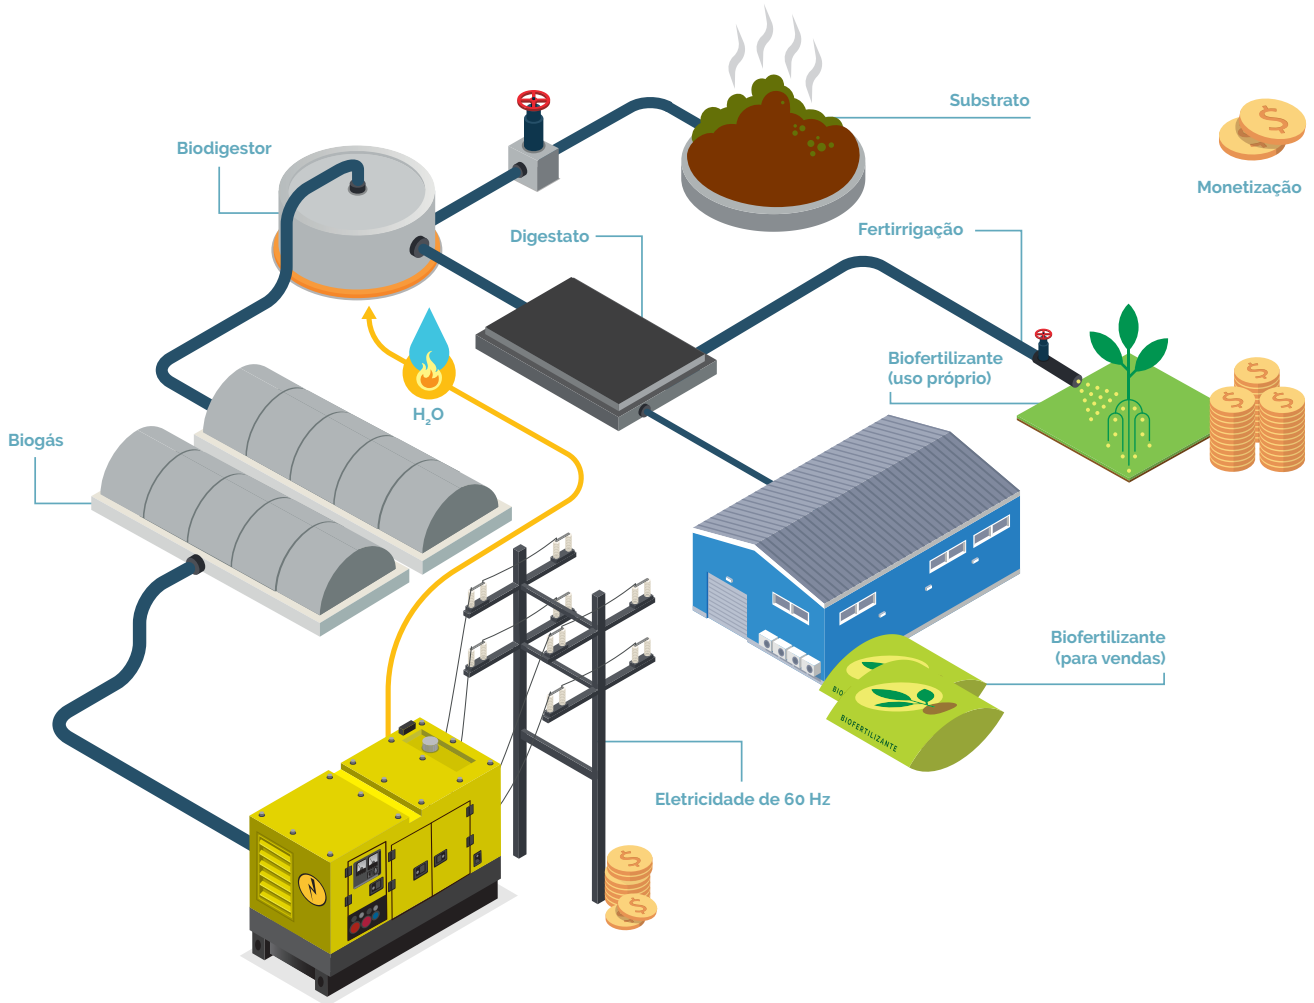 Substrato
Biodigestor
Monetização
Digestato
Fertirrigação
Biofertilizante
(uso próprio)
H₂O
Biogás
Biofertilizante
(para vendas)
BIO
BIOFERTILIZANTE
Eletricidade de 60 Hz